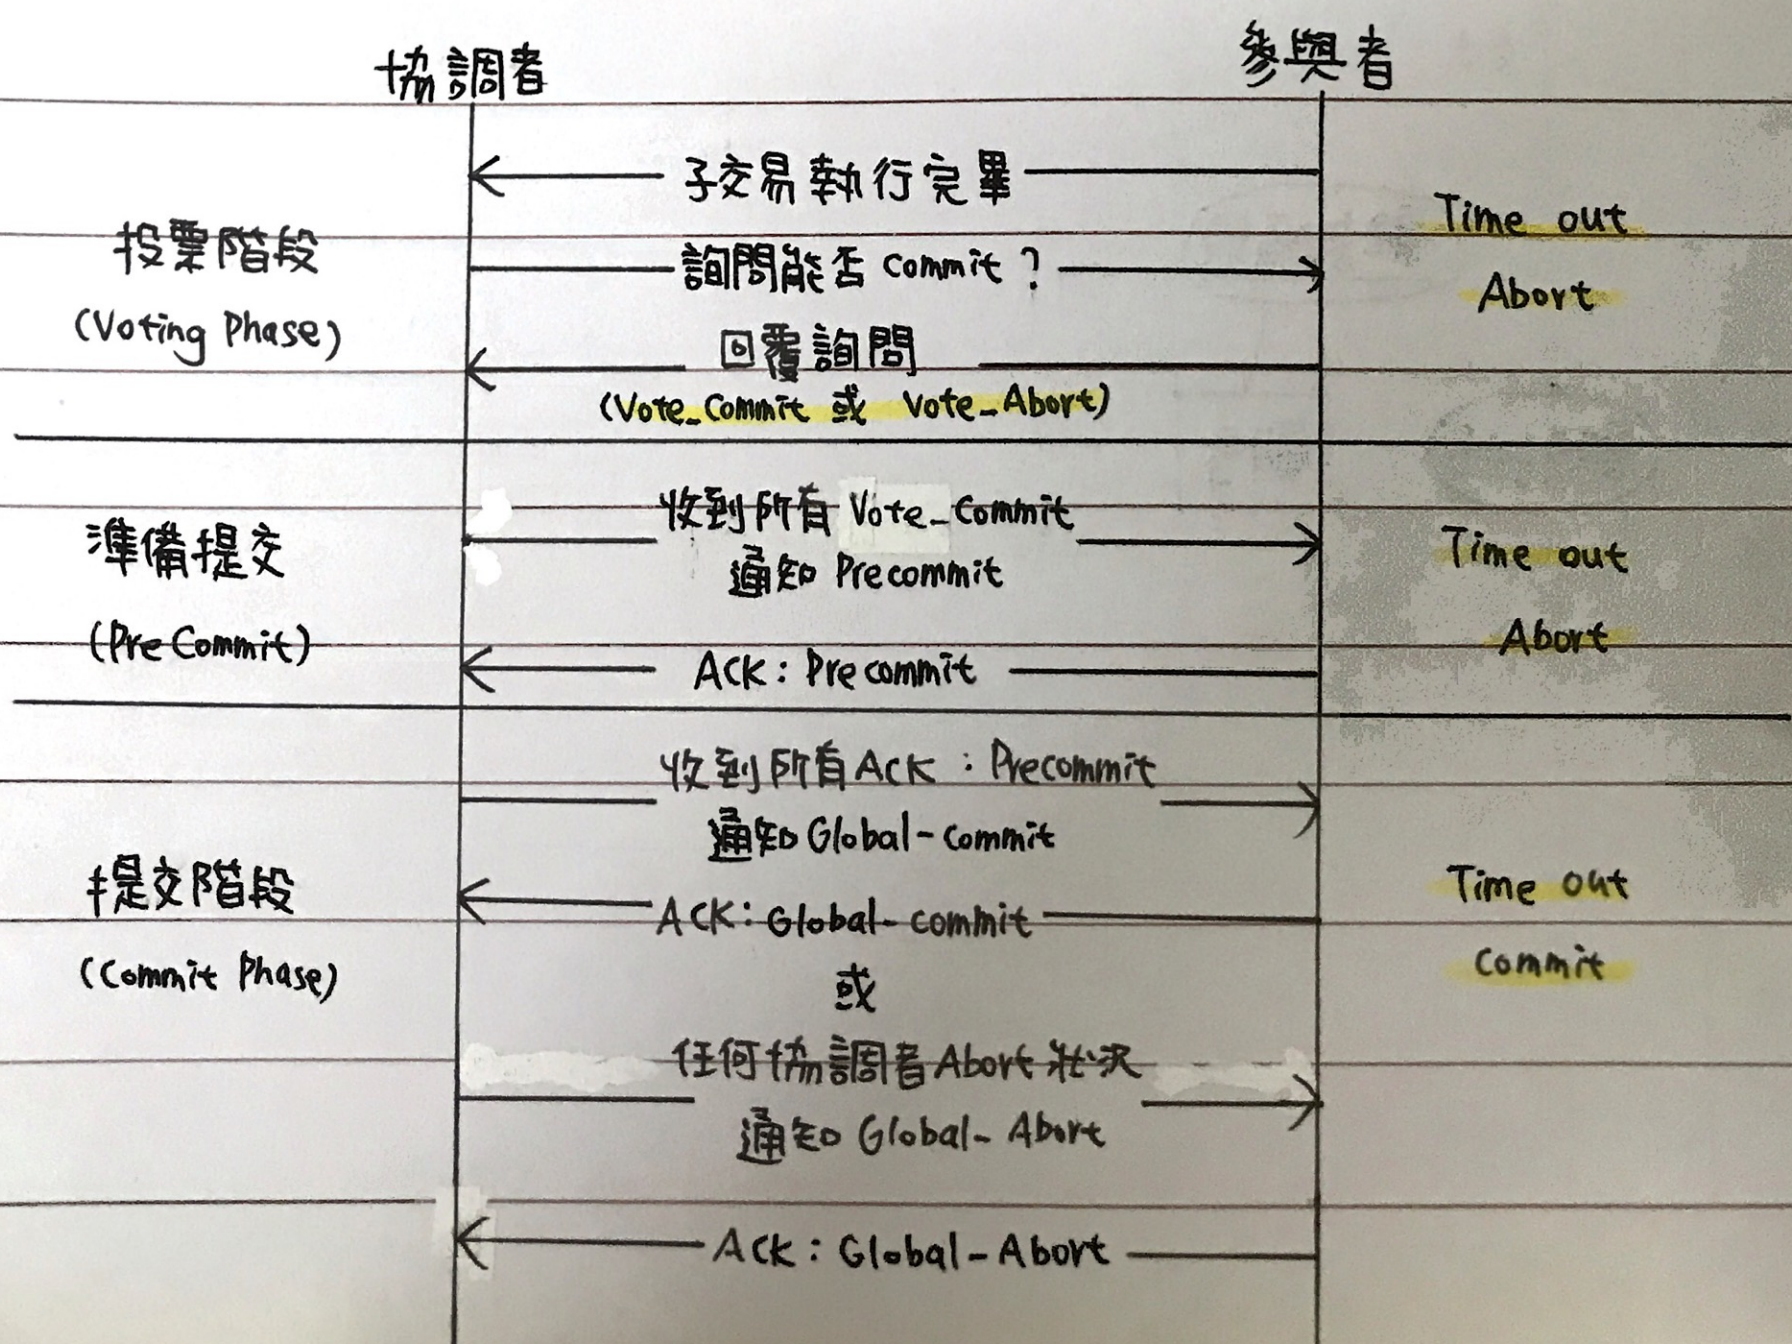 協調者 參與者
子交易執行完畢
Time out
投票階段
詢問能否 Commit ?
Abort
(Voting Phase)
回覆詢問
(Vote_Commit 或 Vote_Abort)
收到所有 Vote_Commit
準備提交
Time out
通知 Precommit
(PreCommit)
Abort
ACK : Precommit
收到所有 ACK : Precommit
通知 Global-commit
提交階段
Time out
ACK: Global-commit
(Commit Phase)
commit
或
任何協調者 Abort 狀況
通知 Global-Abort
ACK : Global-Abort